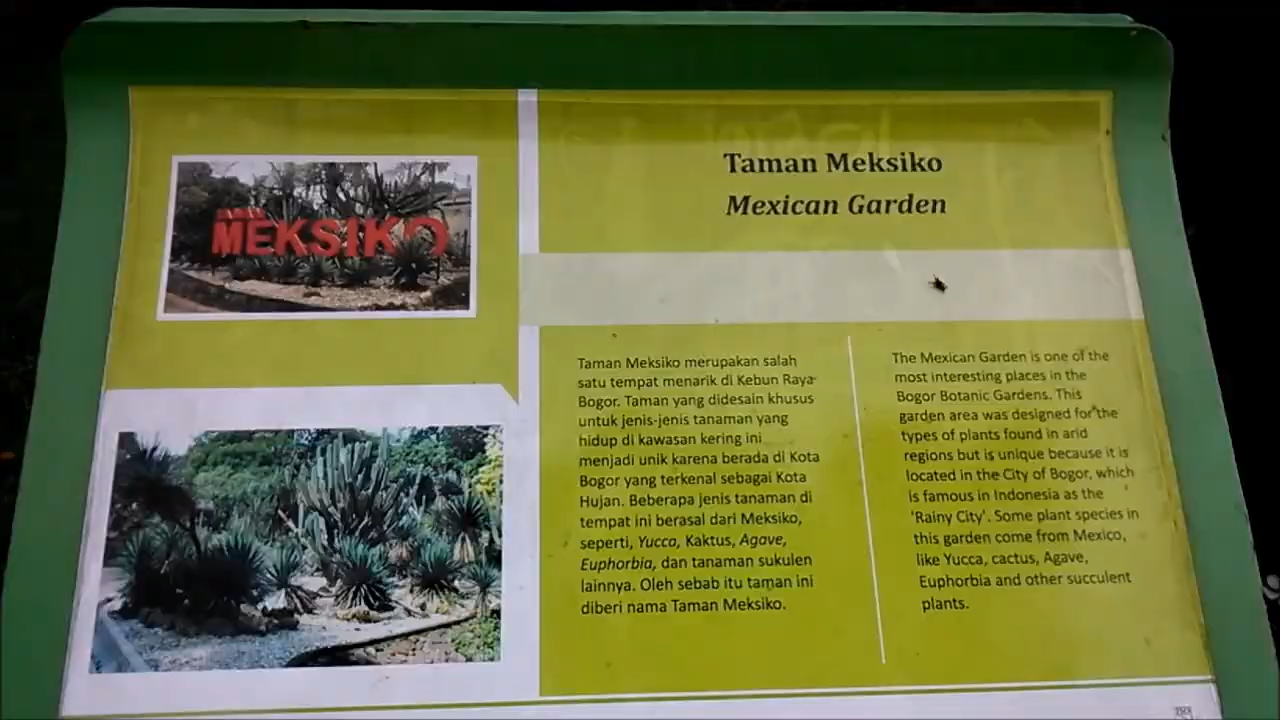 MEKSIKO
Taman Meksiko
Mexican Garden
Taman Meksiko merupakan salah
satu tempat menarik di Kebun Raya
Bogor. Taman yang didesain khusus
untuk jenis-jenis tanaman yang
hidup di kawasan kering ini
menjadi unik karena berada di Kota
Bogor yang terkenal sebagai Kota
Hujan. Beberapa jenis tanaman di
tempat ini berasal dari Meksiko,
seperti, Yucca, Kaktus, Agave,
Euphorbia, dan tanaman sukulen
lainnya. Oleh sebab itu taman ini
diberi nama Taman Meksiko.
The Mexican Garden is one of the
most interesting places in the
Bogor Botanic Gardens. This
garden area was designed for the
types of plants found in arid
regions but is unique because it is
located in the City of Bogor, which
is famous in Indonesia as the
'Rainy City'. Some plant species in
this garden come from Mexico,
like Yucca, cactus, Agave,
Euphorbia and other succulent
plants.